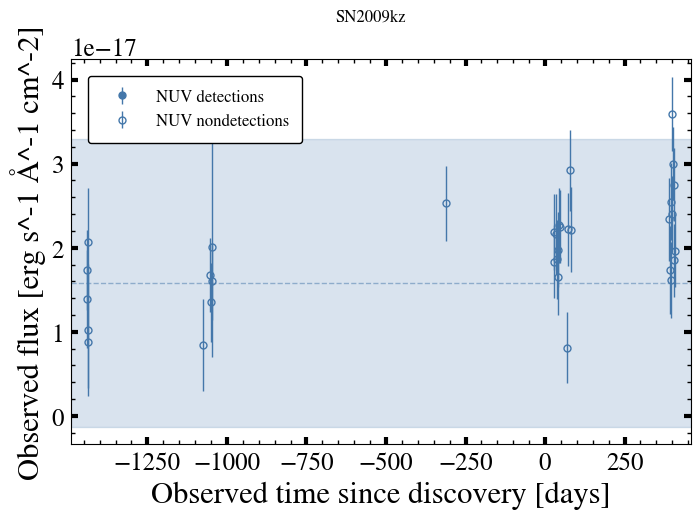 SN2009kz
1e−17
NUV detections
NUV nondetections
4
3
2
1
0
Observed flux [erg s^-1 Å^-1 cm^-2]
−1250 −1000 −750 −500 −250 0 250
Observed time since discovery [days]